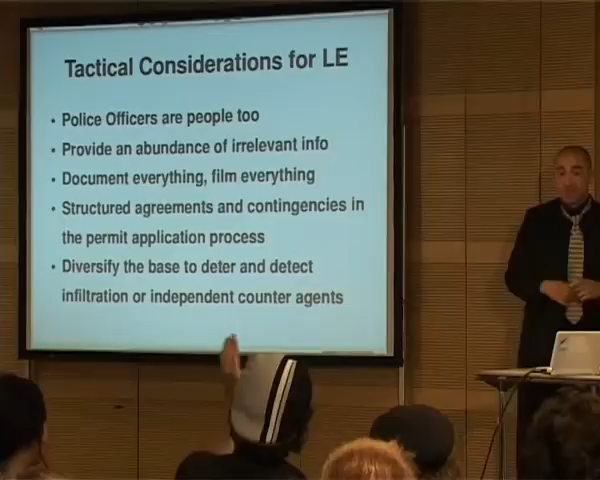 Tactical Considerations for LE
• Police Officers are people too
• Provide an abundance of irrelevant info
• Document everything, film everything
• Structured agreements and contingencies in
the permit application process
• Diversify the base to deter and detect
infiltration or independent counter agents